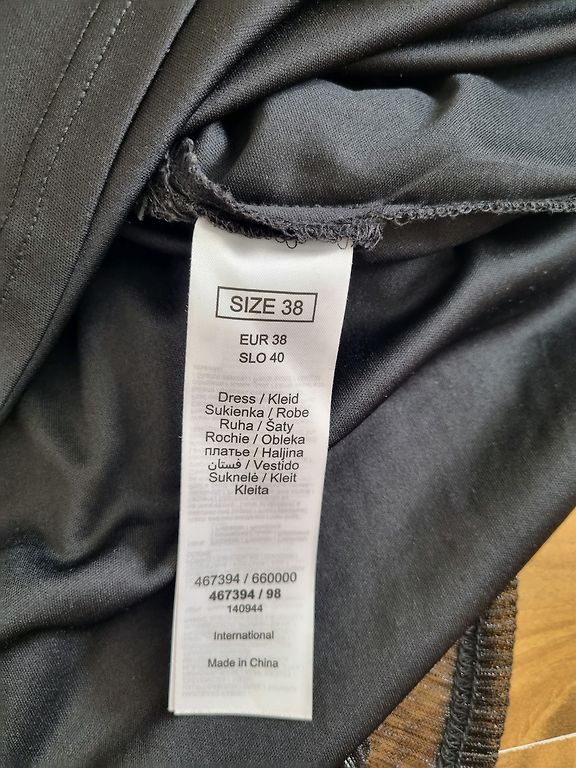 SIZE 38
EUR 38
SLO 40
Dress / Kleid
Sukienka / Robe
Ruha / Šaty
Rochie / Obleka
платье / Haljina
فستان / Vestido
Suknelė / Kleit
Kleita
467394 / 660000
467394 / 98
140944
International
Made in China